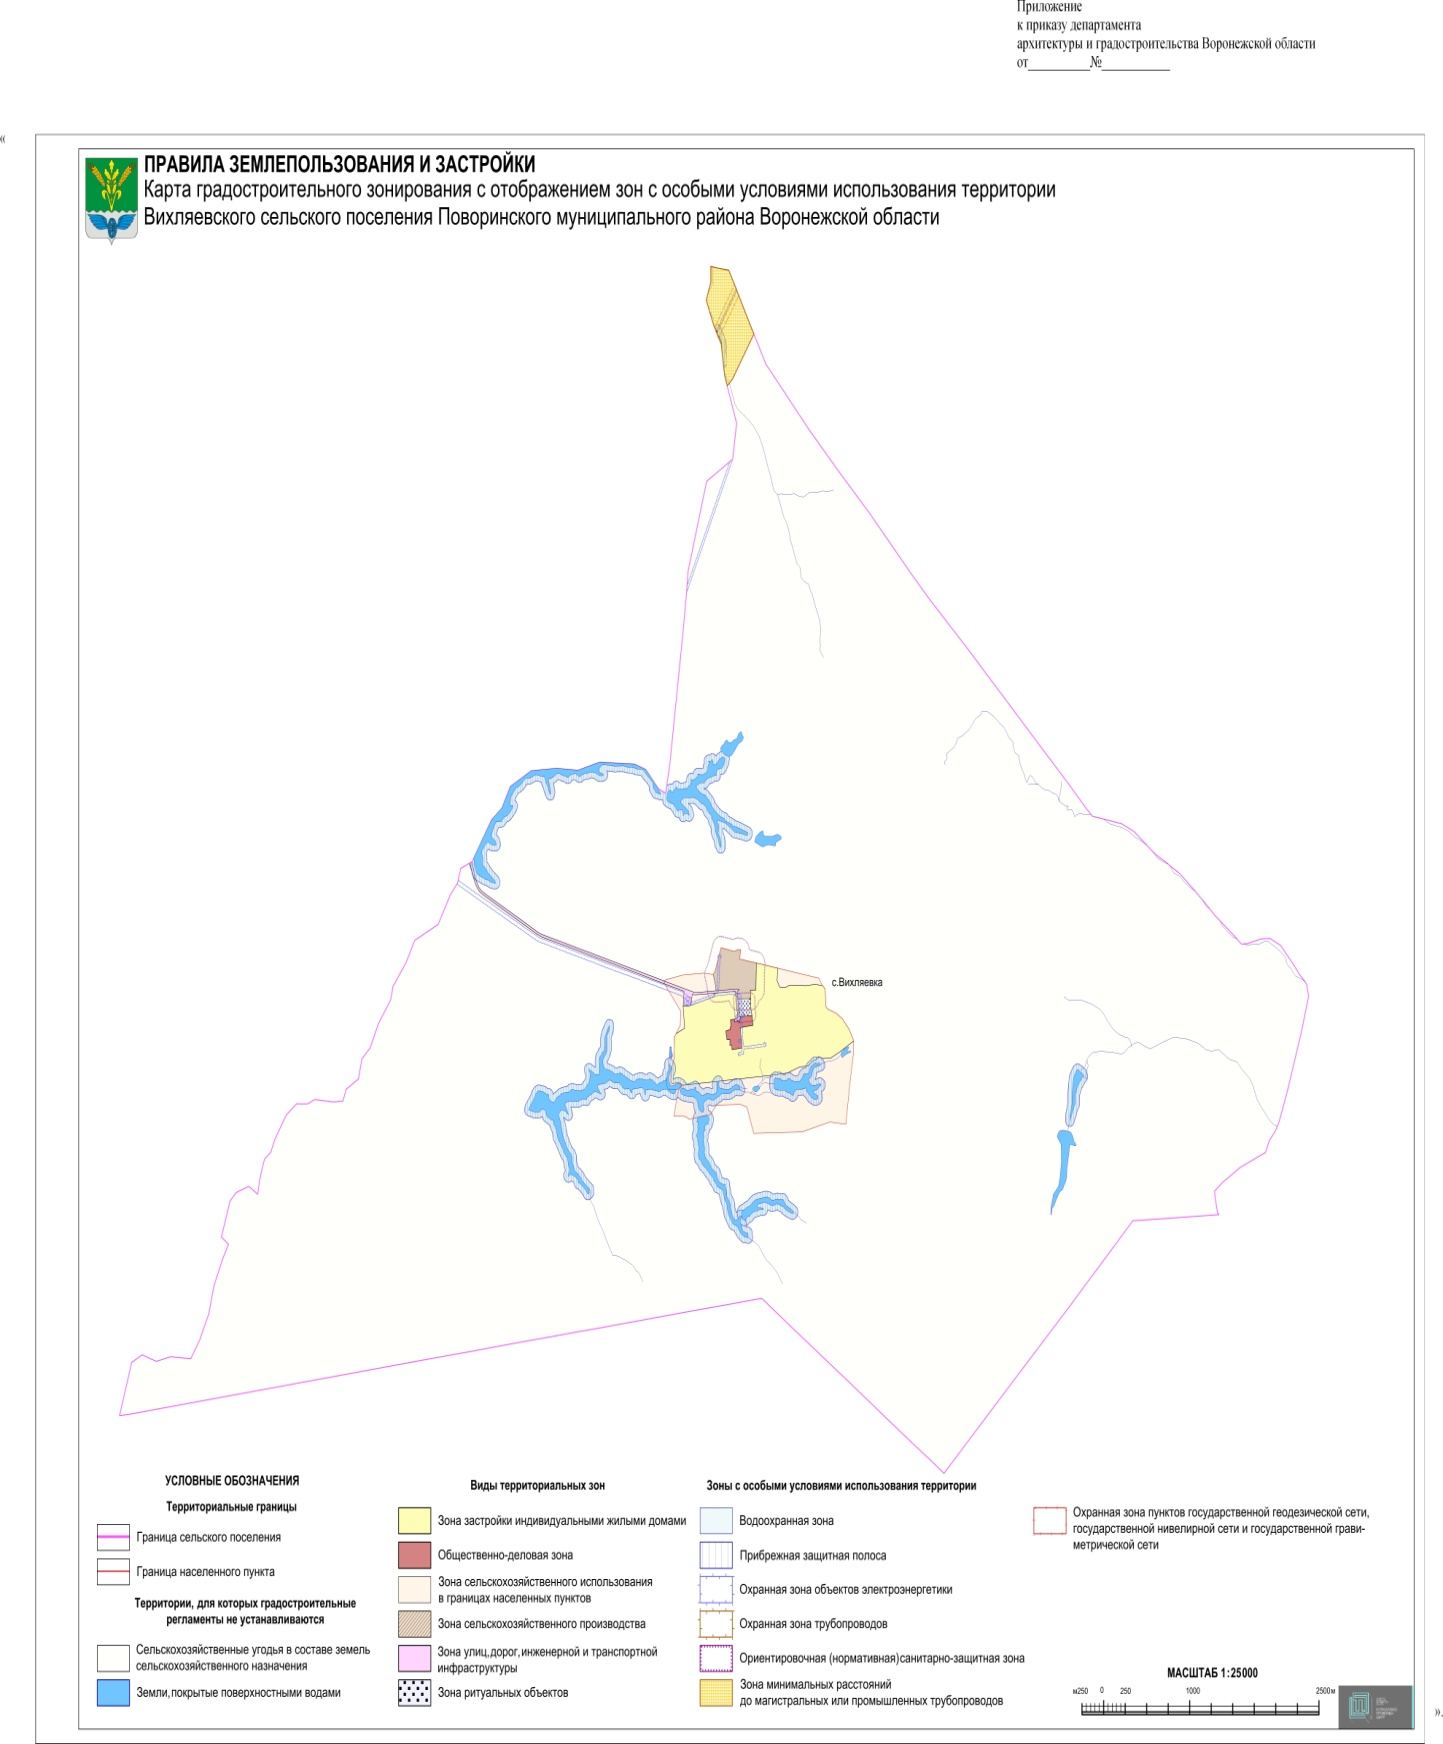 Приложение
к приказу департамента
архитектуры и градостроительства Воронежской области
от__________№___________
«
ПРАВИЛА ЗЕМЛЕПОЛЬЗОВАНИЯ И ЗАСТРОЙКИ
Карта градостроительного зонирования с отображением зон с особыми условиями использования территории
Вихляевского сельского поселения Поворинского муниципального района Воронежской области
с.Вихляевка
УСЛОВНЫЕ ОБОЗНАЧЕНИЯ
Территориальные границы
Граница сельского поселения
Граница населенного пункта
Территории, для которых градостроительные
регламенты не устанавливаются
Сельскохозяйственные угодья в составе земель
сельскохозяйственного назначения
Земли, покрытые поверхностными водами
Виды территориальных зон
Зона застройки индивидуальными жилыми домами
Общественно-деловая зона
Зона сельскохозяйственного использования
в границах населенных пунктов
Зона сельскохозяйственного производства
Зона улиц,дорог,инженерной и транспортной
инфраструктуры
Зона ритуальных объектов
Зоны с особыми условиями использования территории
Водоохранная зона
Прибрежная защитная полоса
Охранная зона объектов электроэнергетики
Охранная зона трубопроводов
Ориентировочная (нормативная)санитарно-защитная зона
Зона минимальных расстояний
до магистральных или промышленных трубопроводов
Охранная зона пунктов государственной геодезической сети,
государственной нивелирной сети и государственной грави-
метрической сети
МАСШТАБ 1:25000
м250 0 250 1000 2500м
».